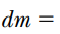 dm =